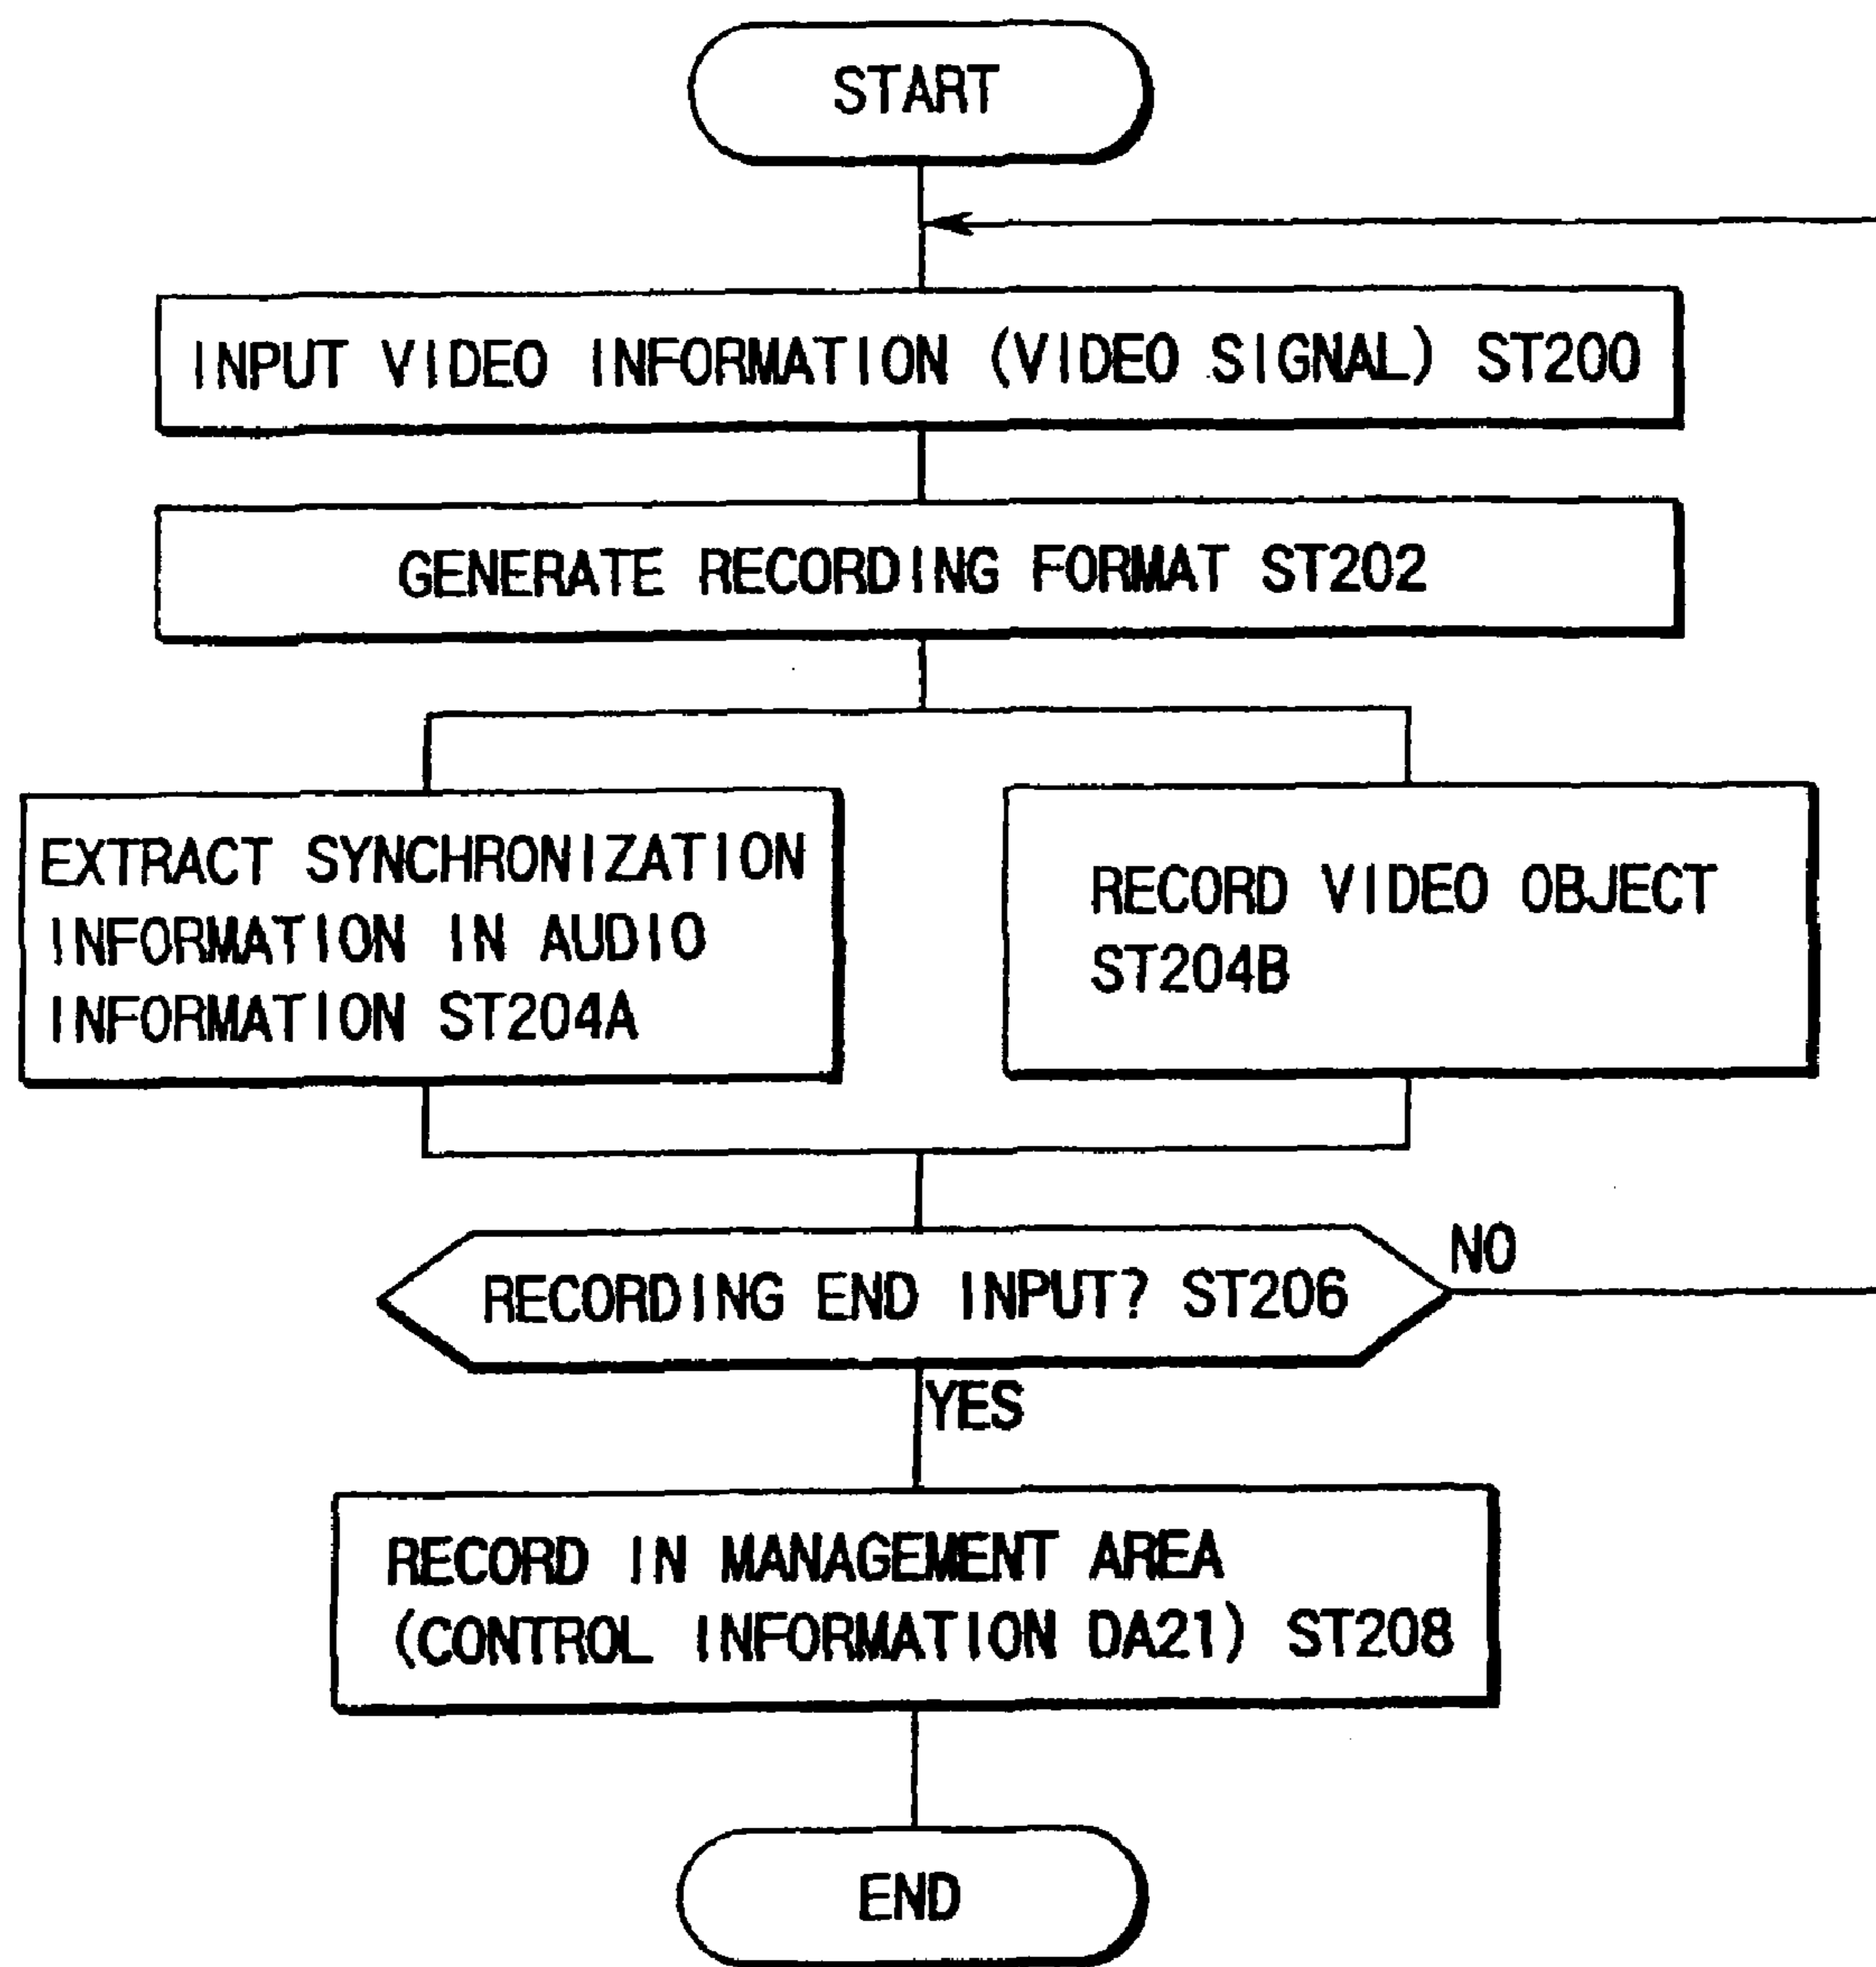 START
INPUT VIDEO INFORMATION (VIDEO SIGNAL) ST200
GENERATE RECORDING FORMAT ST202
EXTRACT SYNCHRONIZATION
INFORMATION IN AUDIO
INFORMATION ST204A
RECORD VIDEO OBJECT
ST204B
RECORDING END INPUT? ST206
NO
YES
RECORD IN MANAGEMENT AREA
(CONTROL INFORMATION DA21) ST208
END